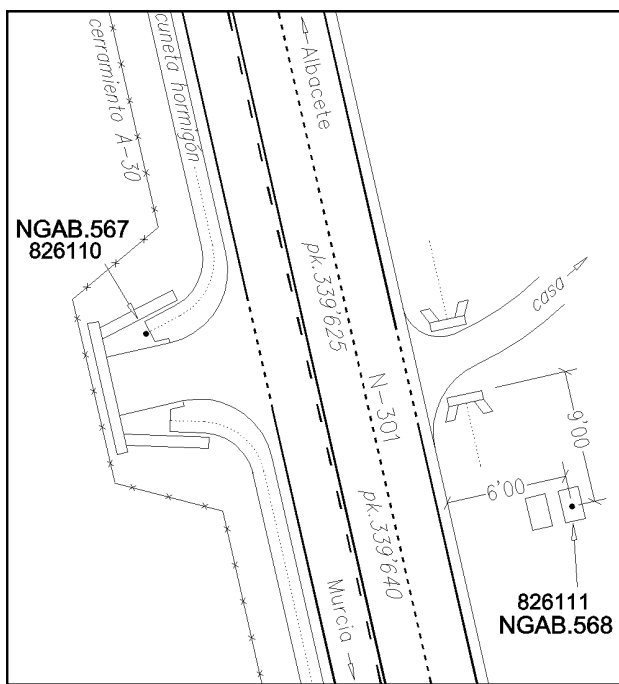 cuneta hormigón
cerramiento A-30
Albacete
NGAB.567
826110
pk.339'625
casa
N-301
9'00
6'00
pk.339'640
Murcia
826111
NGAB.568